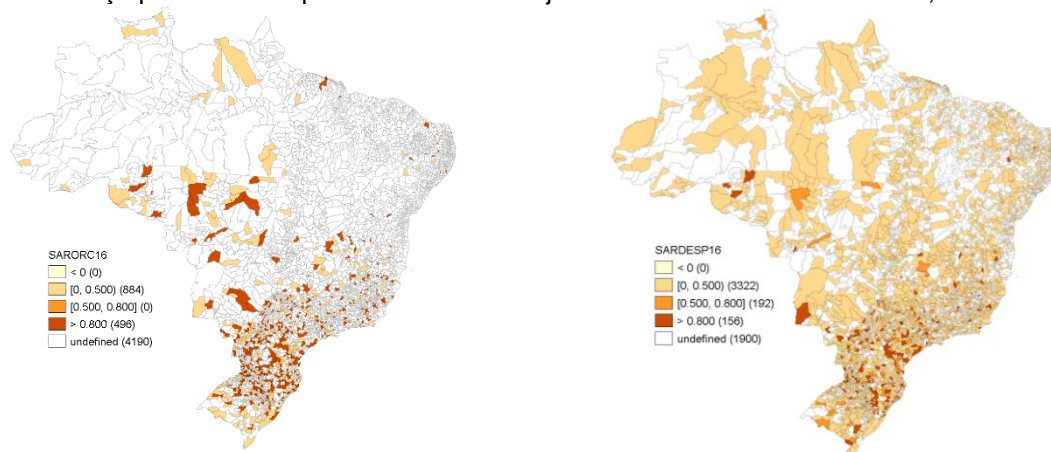 SARORC16
< 0 (0)
[0, 0.500) (884)
[0.500, 0.800] (0)
> 0.800 (496)
undefined (4190)
SARDESP16
< 0 (0)
[0, 0.500) (3322)
[0.500, 0.800] (192)
> 0.800 (156)
undefined (1900)